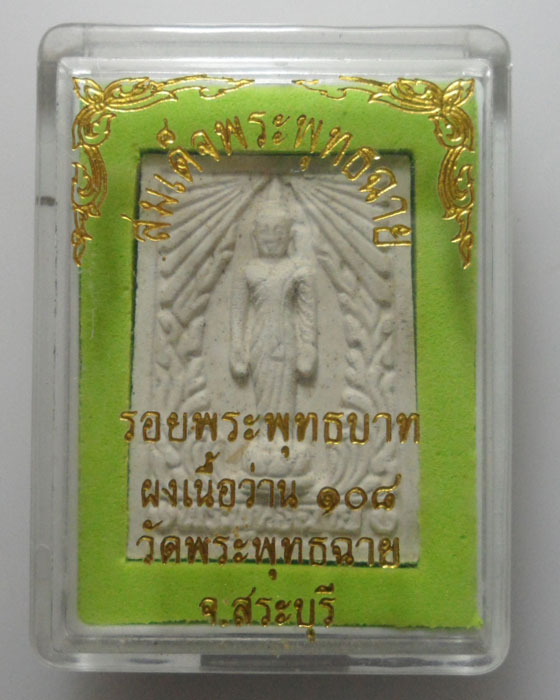 สมเด็จพระพุทธฉาย
รอยพระพุทธบาท
ผงเนื้อว่าน ๑๐๘
วัดพระพุทธฉาย
จ.สระบุรี